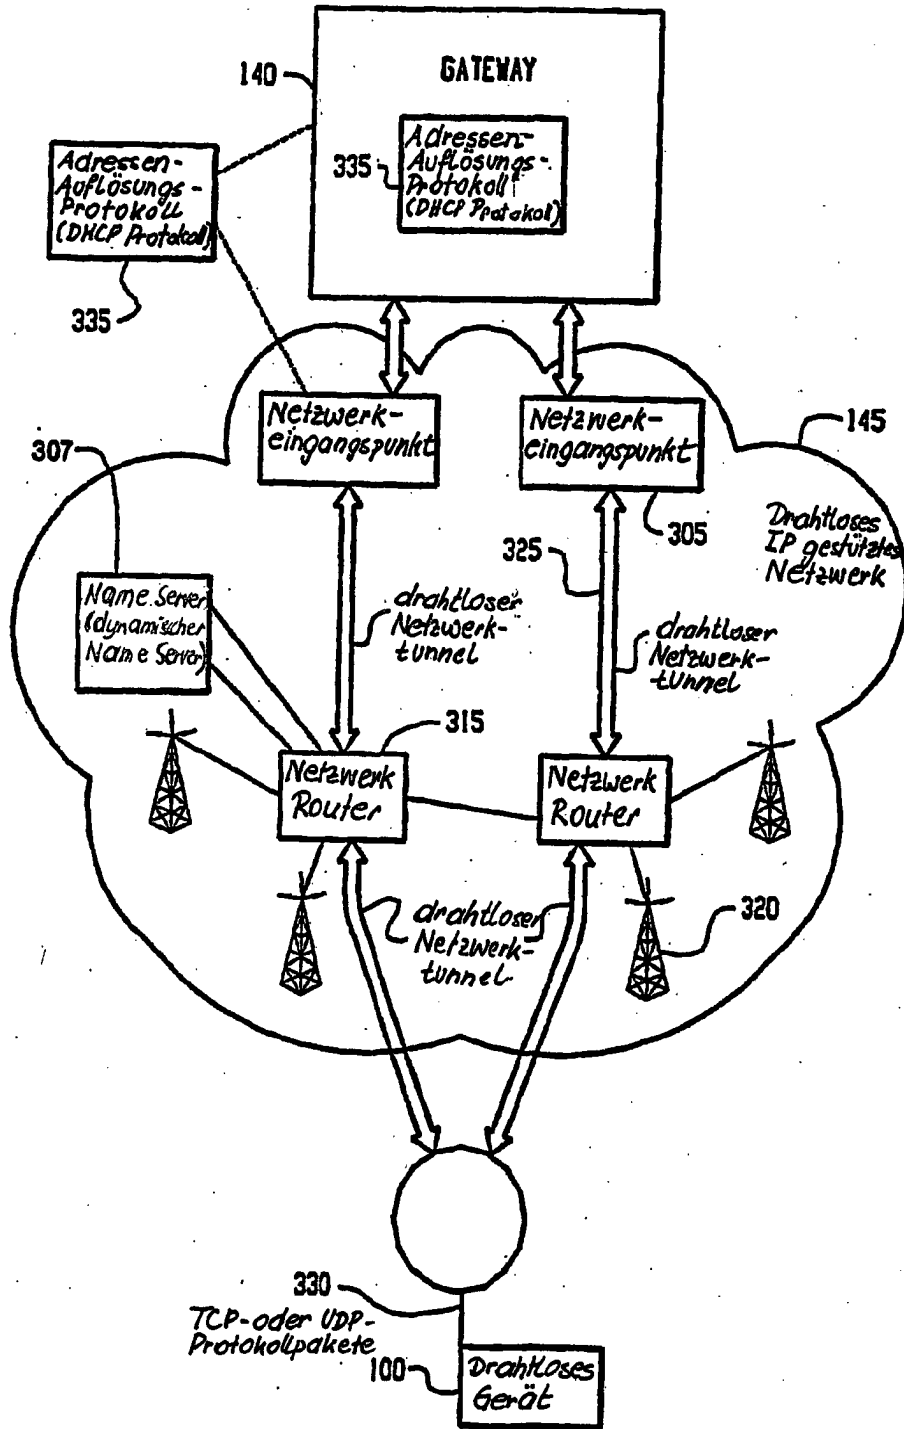 GATEWAY
140
Adressen-
Auflösungs-
Protokoll
(DHCP Protokoll)
335
Adressen-
Auflösungs-
Protokoll
(DHCP Protokoll)
335
Netzwerk-
eingangspunkt
Netzwerk-
eingangspunkt
145
307
305
325
Drahtloses
IP gestütztes
Netzwerk
Name Server
(dynamischer
Name Server)
drahtloser
Netzwerk-
tunnel
drahtloser
Netzwerk-
tunnel
315
Netzwerk
Router
Netzwerk
Router
drahtloser
Netzwerk-
tunnel
320
330
TCP- oder UDP-
Protokollpakete
100
Drahtloses
Gerät